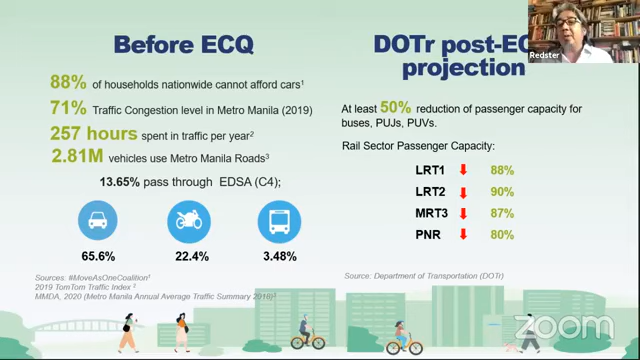 Before ECQ
88% of households nationwide cannot afford cars¹
71% Traffic Congestion level in Metro Manila (2019)
257 hours spent in traffic per year²
2.81M vehicles use Metro Manila Roads³
13.65% pass through EDSA (C4);
65.6% 22.4% 3.48%
Sources: #MoveAsOneCoalition¹
2019 TomTom Traffic Index ²
MMDA, 2020 (Metro Manila Annual Average Traffic Summary 2018)³
DOTr post-EC
projection
At least 50% reduction of passenger capacity for
buses, PUJs, PUVs.
Rail Sector Passenger Capacity:
LRT1 88%
LRT2 90%
MRT3 87%
PNR 80%
Source: Department of Transportation (DOTr)
Redster
zoom